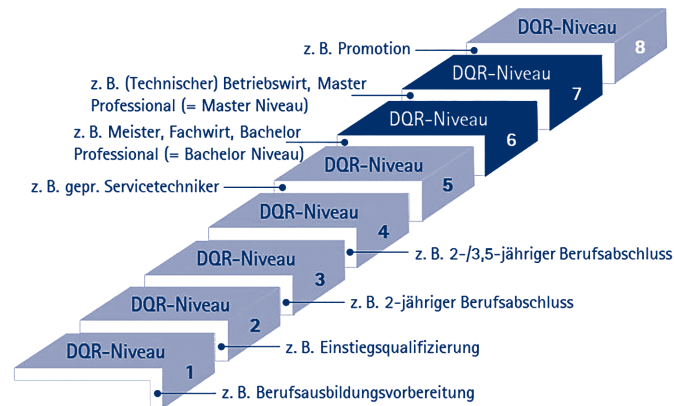 DQR-Niveau
8
z. B. Promotion
DQR-Niveau
7
z. B. (Technischer) Betriebswirt, Master
Professional (= Master Niveau)
DQR-Niveau
6
z. B. Meister, Fachwirt, Bachelor
Professional (= Bachelor Niveau)
DQR-Niveau
5
z. B. gepr. Servicetechniker
DQR-Niveau
4
z. B. 2-/3,5-jähriger Berufsabschluss
DQR-Niveau
3
z. B. 2-jähriger Berufsabschluss
DQR-Niveau
2
z. B. Einstiegsqualifizierung
DQR-Niveau
1
z. B. Berufsausbildungsvorbereitung